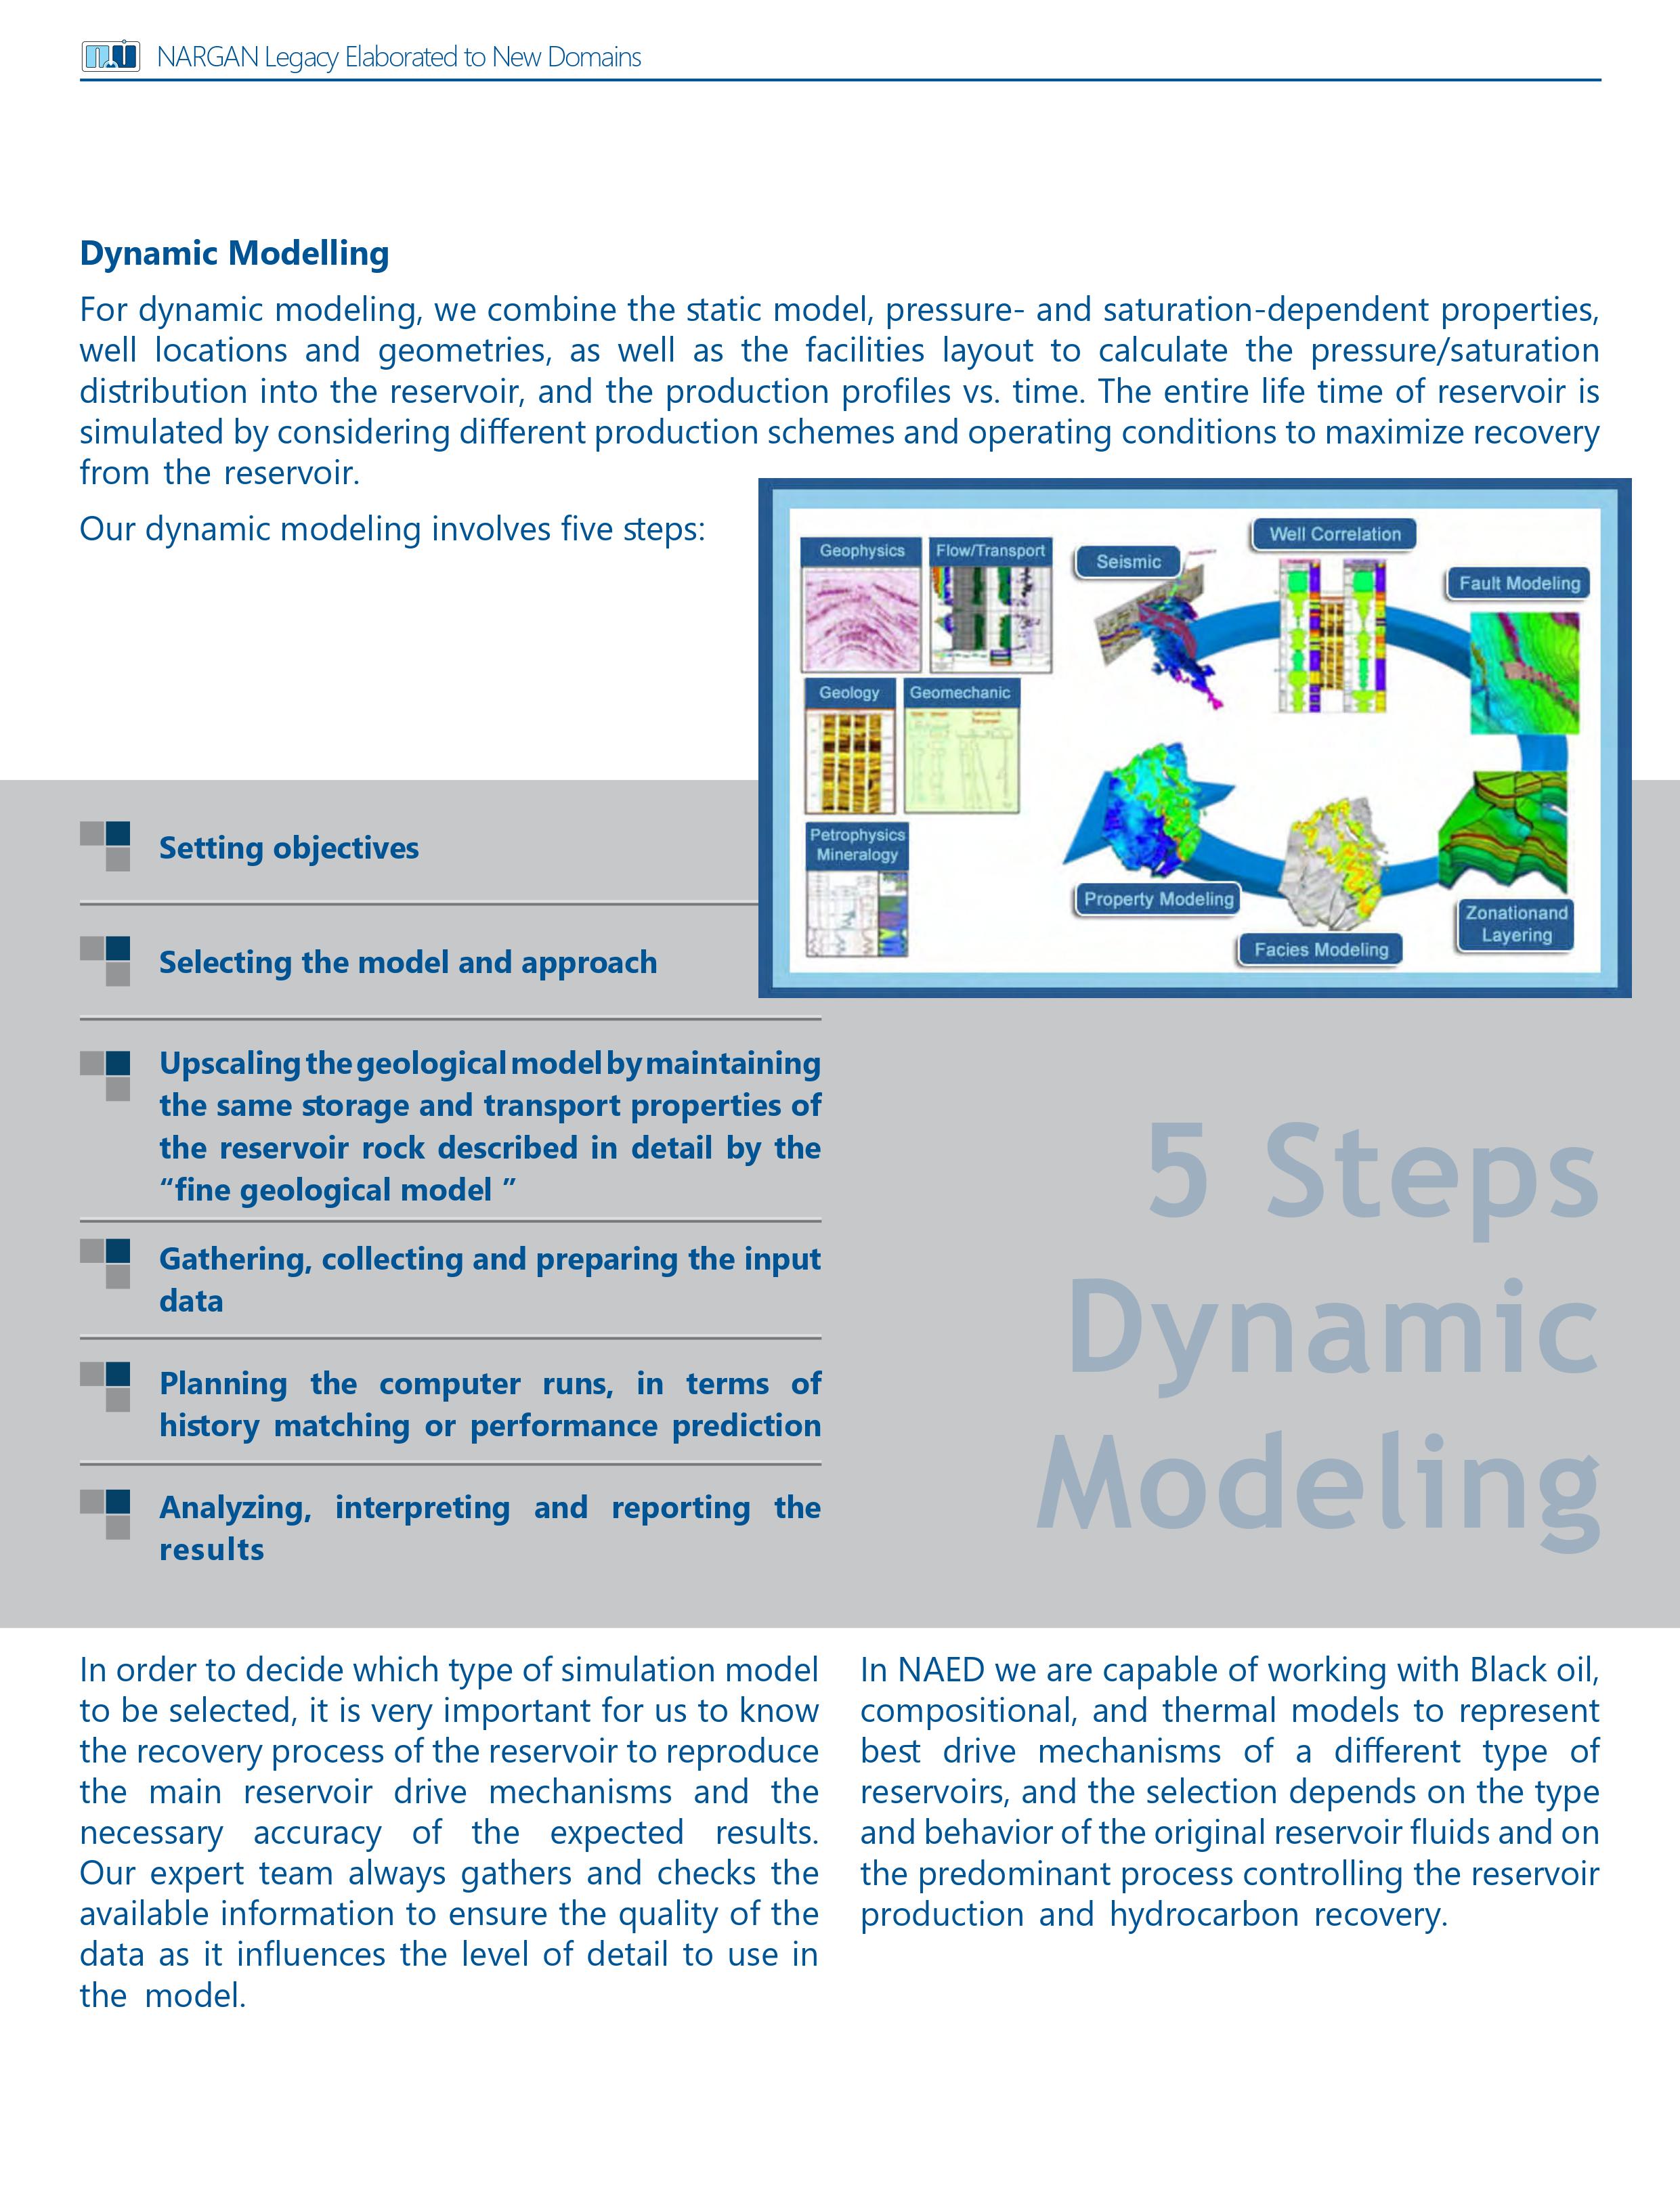 NARGAN Legacy Elaborated to New Domains
Dynamic Modelling
For dynamic modeling, we combine the static model, pressure- and saturation-dependent properties,
well locations and geometries, as well as the facilities layout to calculate the pressure/saturation
distribution into the reservoir, and the production profiles vs. time. The entire life time of reservoir is
simulated by considering different production schemes and operating conditions to maximize recovery
from the reservoir.
Our dynamic modeling involves five steps:
Geophysics
Flow/Transport
Geology
Geomechanic
Petrophysics
Mineralogy
Seismic
Well Correlation
Fault Modeling
Zonationand
Layering
Facies Modeling
Property Modeling
Setting objectives
Selecting the model and approach
Upscaling the geological model by maintaining
the same storage and transport properties of
the reservoir rock described in detail by the
“fine geological model ”
Gathering, collecting and preparing the input
data
Planning the computer runs, in terms of
history matching or performance prediction
Analyzing, interpreting and reporting the
results
5 Steps
Dynamic
Modeling
In order to decide which type of simulation model
to be selected, it is very important for us to know
the recovery process of the reservoir to reproduce
the main reservoir drive mechanisms and the
necessary accuracy of the expected results.
Our expert team always gathers and checks the
available information to ensure the quality of the
data as it influences the level of detail to use in
the model.
In NAED we are capable of working with Black oil,
compositional, and thermal models to represent
best drive mechanisms of a different type of
reservoirs, and the selection depends on the type
and behavior of the original reservoir fluids and on
the predominant process controlling the reservoir
production and hydrocarbon recovery.